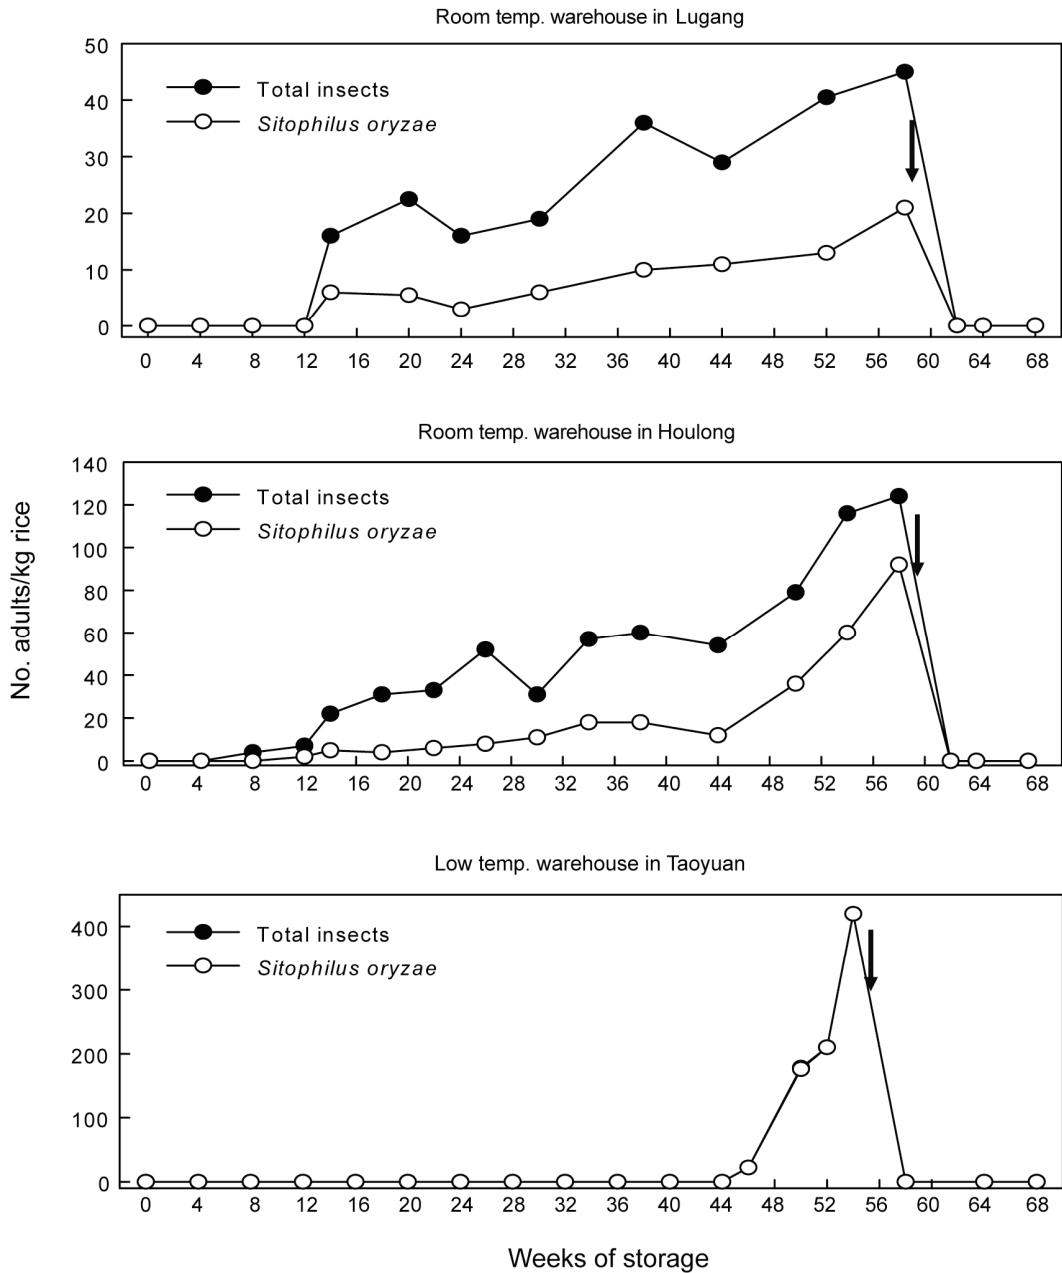 Room temp. warehouse in Lugang
50
40
30
20
10
0
Total insects
Sitophilus oryzae
0 4 8 12 16 20 24 28 32 36 40 44 48 52 56 60 64 68
Room temp. warehouse in Houlong
140
120
100
80
60
40
20
0
Total insects
Sitophilus oryzae
0 4 8 12 16 20 24 28 32 36 40 44 48 52 56 60 64 68
No. adults/kg rice
Low temp. warehouse in Taoyuan
400
300
200
100
0
Total insects
Sitophilus oryzae
0 4 8 12 16 20 24 28 32 36 40 44 48 52 56 60 64 68
Weeks of storage